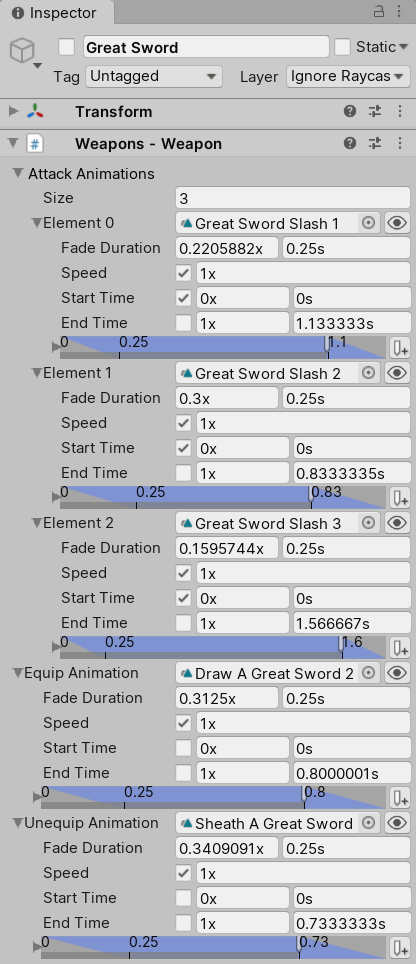 Inspector
Great Sword
Static
Tag Untagged Layer Ignore Raycas
Transform
# Weapons - Weapon
Attack Animations
Size 3
Element 0 Great Sword Slash 1
Fade Duration 0.2205882x 0.25s
Speed 1x
Start Time 0x 0s
End Time 1x 1.133333s
0 0.25 1.1
Element 1 Great Sword Slash 2
Fade Duration 0.3x 0.25s
Speed 1x
Start Time 0x 0s
End Time 1x 0.8333335s
0 0.25 0.83
Element 2 Great Sword Slash 3
Fade Duration 0.1595744x 0.25s
Speed 1x
Start Time 0x 0s
End Time 1x 1.566667s
0 0.25 1.6
Equip Animation Draw A Great Sword 2
Fade Duration 0.3125x 0.25s
Speed 1x
Start Time 0x 0s
End Time 1x 0.8000001s
0 0.25 0.8
Unequip Animation Sheath A Great Sword
Fade Duration 0.3409091x 0.25s
Speed 1x
Start Time 0x 0s
End Time 1x 0.7333333s
0 0.25 0.73